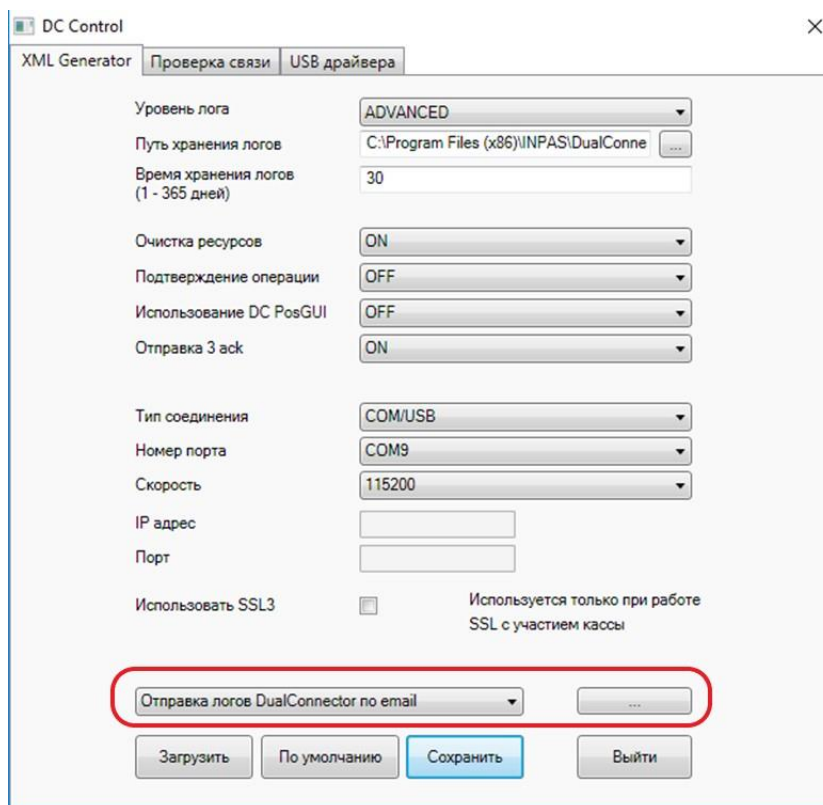 DC Control
XML Generator Проверка связи USB драйвера
Уровень лога ADVANCED
Путь хранения логов C:\Program Files (x86)\INPAS\DualConne ...
Время хранения логов
(1 - 365 дней) 30
Очистка ресурсов ON
Подтверждение операции OFF
Использование DC PosGUI OFF
Отправка 3 ack ON
Тип соединения COM/USB
Номер порта COM9
Скорость 115200
IP адрес
Порт
Использовать SSL3 Используется только при работе
SSL с участием кассы
Отправка логов DualConnector по email ...
Загрузить По умолчанию Сохранить Выйти